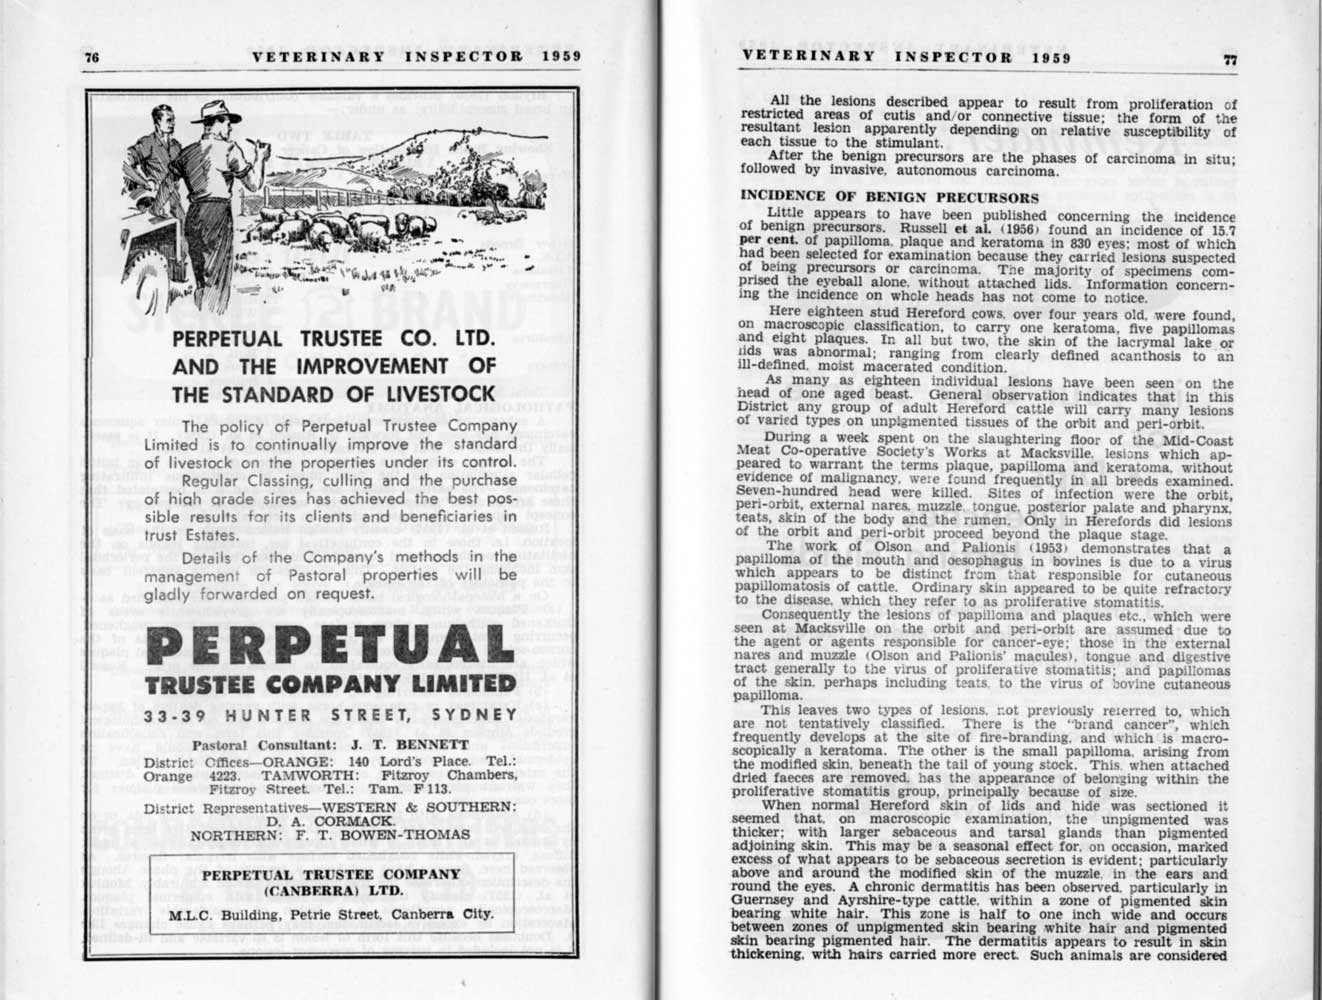 76
VETERINARY INSPECTOR 1959
PERPETUAL TRUSTEE CO. LTD.
AND THE IMPROVEMENT OF
THE STANDARD OF LIVESTOCK
The policy of Perpetual Trustee Company
Limited is to continually improve the standard
of livestock on the properties under its control.
Regular Classing, culling and the purchase
of high grade sires has achieved the best pos-
sible results for its clients and beneficiaries in
trust Estates.
Details of the Company's methods in the
management of Pastoral properties will be
gladly forwarded on request.
PERPETUAL
TRUSTEE COMPANY LIMITED
33-39 HUNTER STREET, SYDNEY
Pastoral Consultant: J. T. BENNETT
District Offices—ORANGE: 140 Lord's Place. Tel.:
Orange 4223. TAMWORTH: Fitzroy Chambers,
Fitzroy Street. Tel.: Tam. F 113.
District Representatives—WESTERN & SOUTHERN:
D. A. CORMACK.
NORTHERN: F. T. BOWEN-THOMAS
PERPETUAL TRUSTEE COMPANY
(CANBERRA) LTD.
M.L.C. Building, Petrie Street, Canberra City.
VETERINARY INSPECTOR 1959
77
All the lesions described appear to result from proliferation of
restricted areas of cutis and/or connective tissue; the form of the
resultant lesion apparently depending on relative susceptibility of
each tissue to the stimulant.
After the benign precursors are the phases of carcinoma in situ;
followed by invasive, autonomous carcinoma.
INCIDENCE OF BENIGN PRECURSORS
Little appears to have been published concerning the incidence
of benign precursors. Russell et al. (1956) found an incidence of 15.7
per cent. of papilloma, plaque and keratoma in 830 eyes; most of which
had been selected for examination because they carried lesions suspected
of being precursors or carcinoma. The majority of specimens com-
prised the eyeball alone, without attached lids. Information concern-
ing the incidence on whole heads has not come to notice.
Here eighteen stud Hereford cows, over four years old, were found,
on macroscopic classification, to carry one keratoma, five papillomas
and eight plaques. In all but two, the skin of the lacrymal lake or
lids was abnormal; ranging from clearly defined acanthosis to an
ill-defined, moist macerated condition.
As many as eighteen individual lesions have been seen on the
head of one aged beast. General observation indicates that in this
District any group of adult Hereford cattle will carry many lesions
of varied types on unpigmented tissues of the orbit and peri-orbit.
During a week spent on the slaughtering floor of the Mid-Coast
Meat Co-operative Society's Works at Macksville, lesions which ap-
peared to warrant the terms plaque, papilloma and keratoma, without
evidence of malignancy, were found frequently in all breeds examined.
Seven-hundred head were killed. Sites of infection were the orbit,
peri-orbit, external nares, muzzle, tongue, posterior palate and pharynx,
teats, skin of the body and the rumen. Only in Herefords did lesions
of the orbit and peri-orbit proceed beyond the plaque stage.
The work of Olson and Palionis (1953) demonstrates that a
papilloma of the mouth and oesophagus in bovines is due to a virus
which appears to be distinct from that responsible for cutaneous
papillomatosis of cattle. Ordinary skin appeared to be quite refractory
to the disease, which they refer to as proliferative stomatitis.
Consequently the lesions of papilloma and plaques etc., which were
seen at Macksville on the orbit and peri-orbit are assumed due to
the agent or agents responsible for cancer-eye; those in the external
nares and muzzle (Olson and Palionis' macules), tongue and digestive
tract generally to the virus of proliferative stomatitis; and papillomas
of the skin, perhaps including teats, to the virus of bovine cutaneous
papilloma.
This leaves two types of lesions, not previously referred to, which
are not tentatively classified. There is the "brand cancer", which
frequently develops at the site of fire-branding, and which is macro-
scopically a keratoma. The other is the small papilloma, arising from
the modified skin, beneath the tail of young stock. This, when attached
dried faeces are removed, has the appearance of belonging within the
proliferative stomatitis group, principally because of size.
When normal Hereford skin of lids and hide was sectioned it
seemed that, on macroscopic examination, the unpigmented was
thicker; with larger sebaceous and tarsal glands than pigmented
adjoining skin. This may be a seasonal effect for, on occasion, marked
excess of what appears to be sebaceous secretion is evident; particularly
above and around the modified skin of the muzzle, in the ears and
round the eyes. A chronic dermatitis has been observed, particularly in
Guernsey and Ayrshire-type cattle, within a zone of pigmented skin
bearing white hair. This zone is half to one inch wide and occurs
between zones of unpigmented skin bearing white hair and pigmented
skin bearing pigmented hair. The dermatitis appears to result in skin
thickening, with hairs carried more erect. Such animals are considered